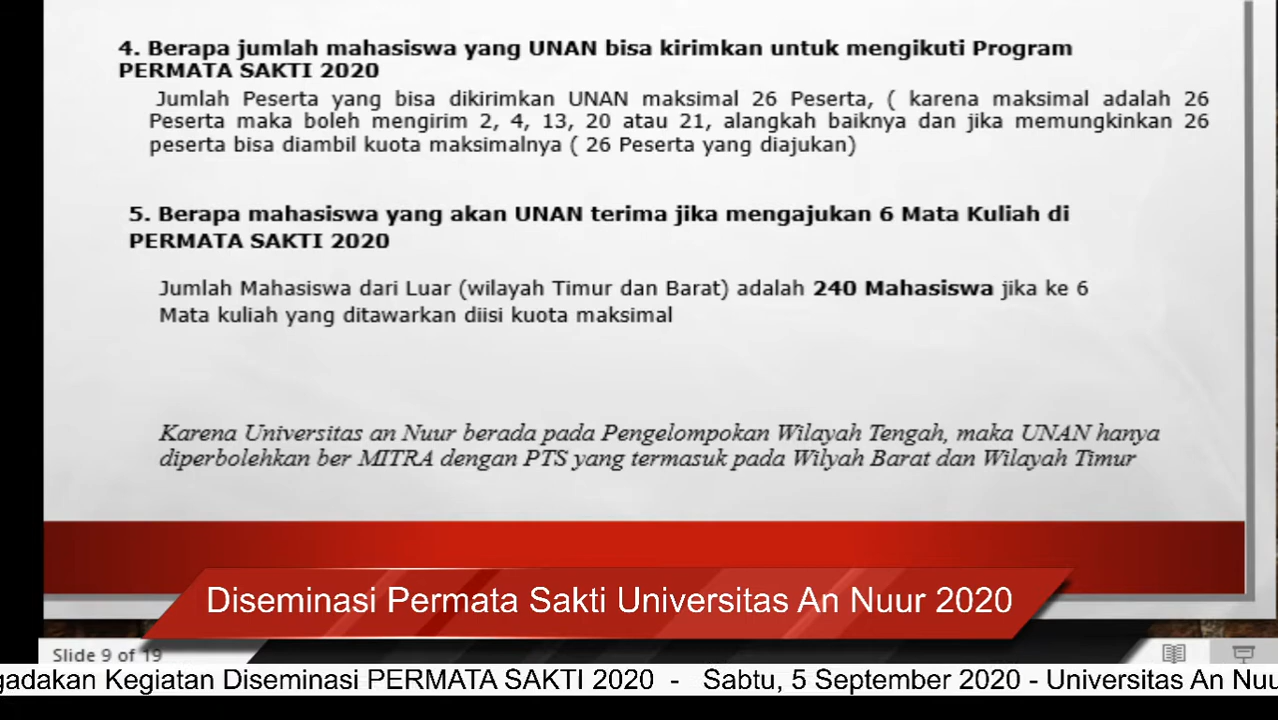 4. Berapa jumlah mahasiswa yang UNAN bisa kirimkan untuk mengikuti Program
PERMATA SAKTI 2020
Jumlah Peserta yang bisa dikirimkan UNAN maksimal 26 Peserta, ( karena maksimal adalah 26
Peserta maka boleh mengirim 2, 4, 13, 20 atau 21, alangkah baiknya dan jika memungkinkan 26
peserta bisa diambil kuota maksimalnya ( 26 Peserta yang diajukan)
5. Berapa mahasiswa yang akan UNAN terima jika mengajukan 6 Mata Kuliah di
PERMATA SAKTI 2020
Jumlah Mahasiswa dari Luar (wilayah Timur dan Barat) adalah 240 Mahasiswa jika ke 6
Mata kuliah yang ditawarkan diisi kuota maksimal
Karena Universitas an Nuur berada pada Pengelompokan Wilayah Tengah, maka UNAN hanya
diperbolehkan ber MITRA dengan PTS yang termasuk pada Wilyah Barat dan Wilayah Timur
Diseminasi Permata Sakti Universitas An Nuur 2020
Slide 9 of 19
gadakan Kegiatan Diseminasi PERMATA SAKTI 2020 - Sabtu, 5 September 2020 - Universitas An Nuu